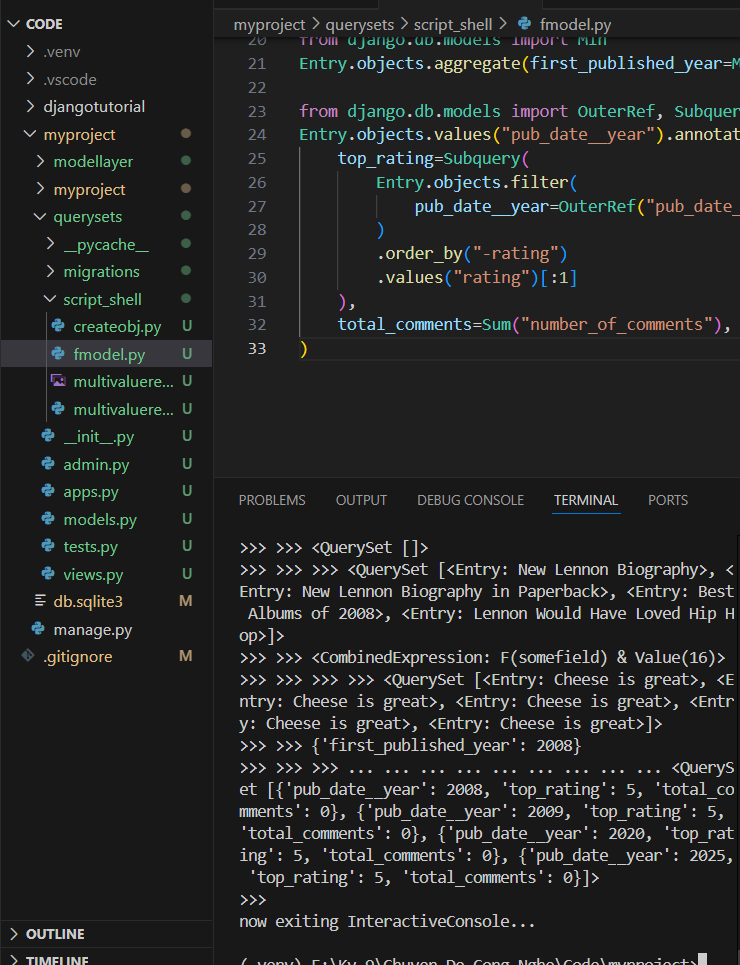 CODE
.venv
.vscode
djangotutorial
myproject
modellayer
myproject
querysets
__pycache__
migrations
script_shell
createobj.py U
fmodel.py U
multivaluere... U
multivaluere... U
__init__.py U
admin.py U
apps.py U
models.py U
tests.py U
views.py U
db.sqlite3 M
manage.py
.gitignore M
OUTLINE
TIMELINE
myproject > querysets > script_shell > fmodel.py
20 from django.db.models import Min
21 Entry.objects.aggregate(first_published_year=M
22
23 from django.db.models import OuterRef, Subquer
24 Entry.objects.values("pub_date__year").annotat
25 top_rating=Subquery(
26 Entry.objects.filter(
27 pub_date__year=OuterRef("pub_date_
28 )
29 .order_by("-rating")
30 .values("rating")[:1]
31 ),
32 total_comments=Sum("number_of_comments"),
33 )
PROBLEMS OUTPUT DEBUG CONSOLE TERMINAL PORTS
>>> >>> <QuerySet []>
>>> >>> >>> <QuerySet [<Entry: New Lennon Biography>, <
Entry: New Lennon Biography in Paperback>, <Entry: Best
Albums of 2008>, <Entry: Lennon Would Have Loved Hip H
op>]>
>>> >>> <CombinedExpression: F(somefield) & Value(16)>
>>> >>> >>> >>> <QuerySet [<Entry: Cheese is great>, <E
ntry: Cheese is great>, <Entry: Cheese is great>, <Entr
y: Cheese is great>, <Entry: Cheese is great>]>
>>> >>> {'first_published_year': 2008}
>>> >>> >>> ... ... ... ... ... ... ... ... ... <QueryS
et [{'pub_date__year': 2008, 'top_rating': 5, 'total_co
mments': 0}, {'pub_date__year': 2009, 'top_rating': 5,
'total_comments': 0}, {'pub_date__year': 2020, 'top_rat
ing': 5, 'total_comments': 0}, {'pub_date__year': 2025,
'top_rating': 5, 'total_comments': 0}]>
>>>
now exiting InteractiveConsole...
(.venv) F:\Ky 9\Chuyen De Cong Nghe\Code\myproject>